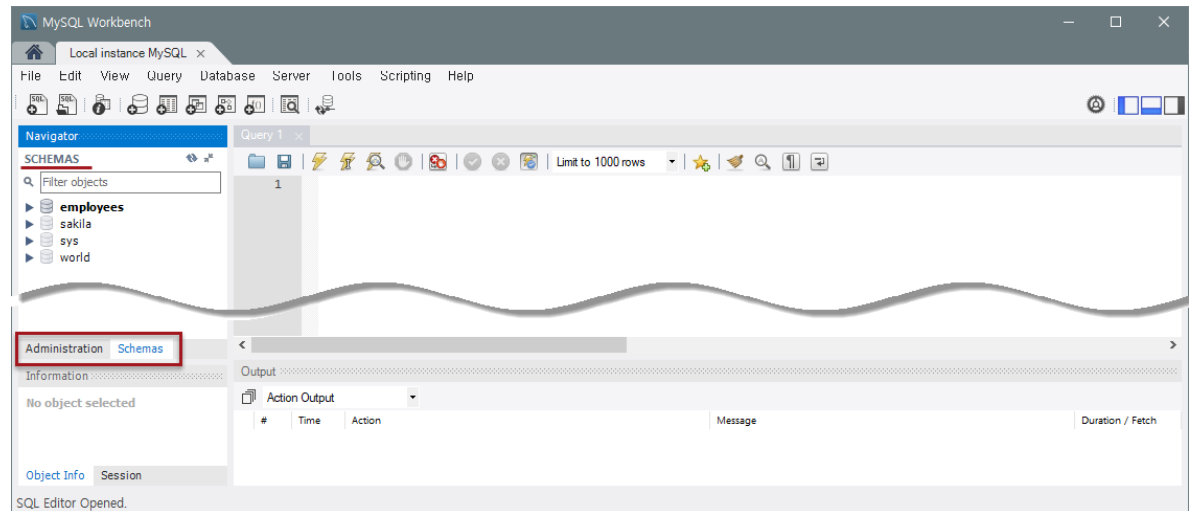 MySQL Workbench
Local instance MySQL
File Edit View Query Database Server Tools Scripting Help
Navigator
Query 1
SCHEMAS
Limit to 1000 rows
Filter objects
1
employees
sakila
sys
world
Administration Schemas
Information
Output
No object selected
Action Output
# Time Action Message Duration / Fetch
Object Info Session
SQL Editor Opened.